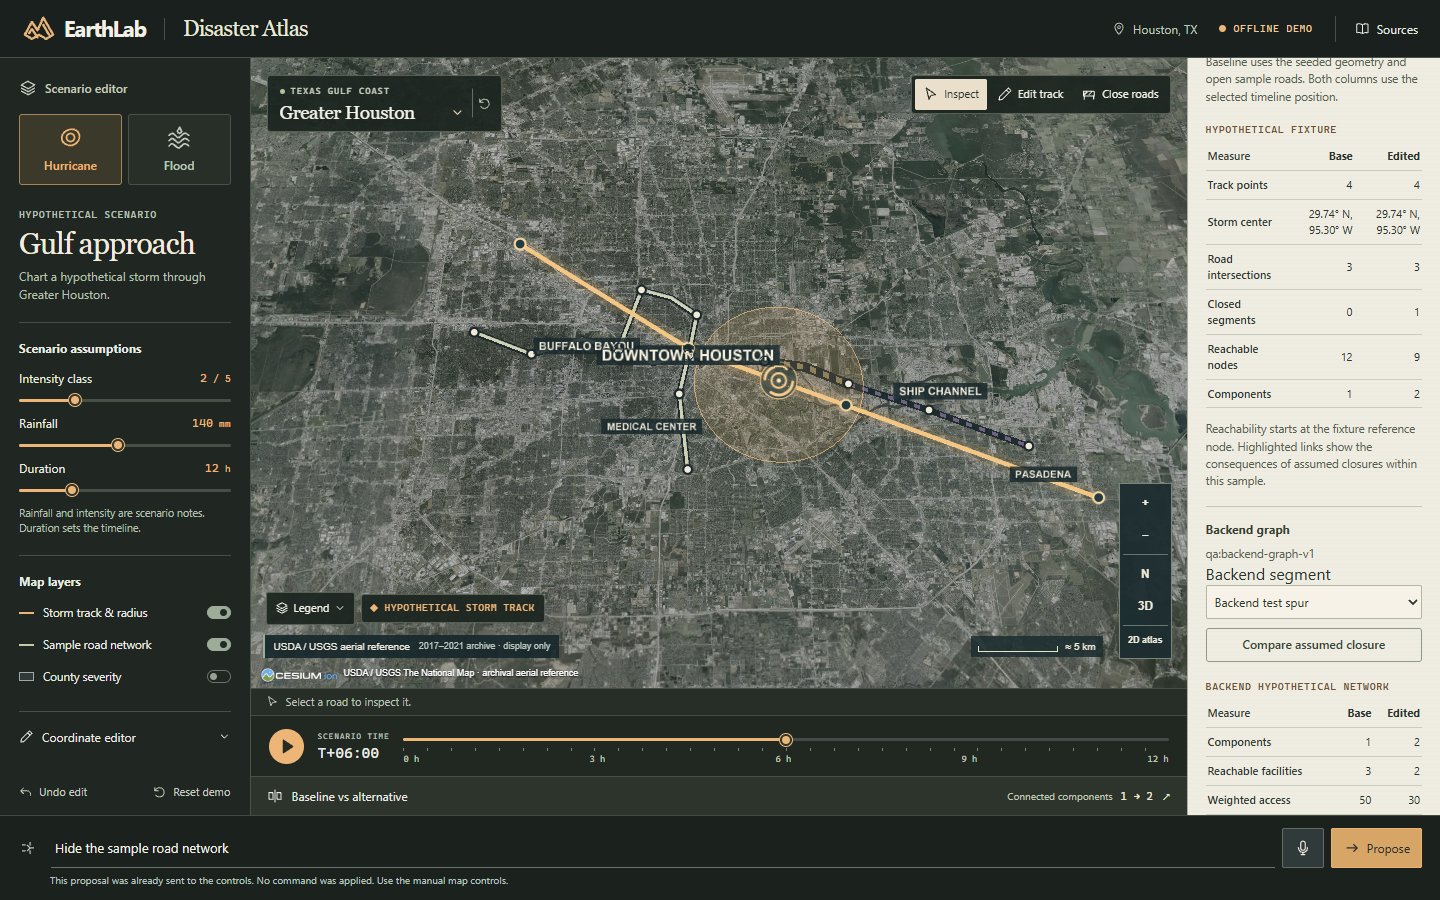 EarthLab
Disaster Atlas
Houston, TX
OFFLINE DEMO
Sources
Scenario editor
Hurricane
Flood
HYPOTHETICAL SCENARIO
Gulf approach
Chart a hypothetical storm through
Greater Houston.
Scenario assumptions
Intensity class 2 / 5
Rainfall 140 mm
Duration 12 h
Rainfall and intensity are scenario notes.
Duration sets the timeline.
Map layers
Storm track & radius
Sample road network
County severity
Coordinate editor
Undo edit
Reset demo
TEXAS GULF COAST
Greater Houston
Inspect
Edit track
Close roads
BUFFALO BAYOU
DOWNTOWN HOUSTON
SHIP CHANNEL
MEDICAL CENTER
PASADENA
+
−
N
3D
2D atlas
Legend
HYPOTHETICAL STORM TRACK
USDA / USGS aerial reference 2017–2021 archive · display only
≈ 5 km
CESIUM ion USDA / USGS The National Map · archival aerial reference
Select a road to inspect it.
SCENARIO TIME
T+06:00
0 h
3 h
6 h
9 h
12 h
Baseline vs alternative
Connected components 1 → 2 ↗
Baseline uses the seeded geometry and
open sample roads. Both columns use the
selected timeline position.
HYPOTHETICAL FIXTURE
Measure Base Edited
Track points 4 4
Storm center 29.74° N, 95.30° W 29.74° N, 95.30° W
Road intersections 3 3
Closed segments 0 1
Reachable nodes 12 9
Components 1 2
Reachability starts at the fixture reference
node. Highlighted links show the
consequences of assumed closures within
this sample.
Backend graph
qa:backend-graph-v1
Backend segment
Backend test spur
Compare assumed closure
BACKEND HYPOTHETICAL NETWORK
Measure Base Edited
Components 1 2
Reachable facilities 3 2
Weighted access 50 30
Hide the sample road network
Propose
This proposal was already sent to the controls. No command was applied. Use the manual map controls.